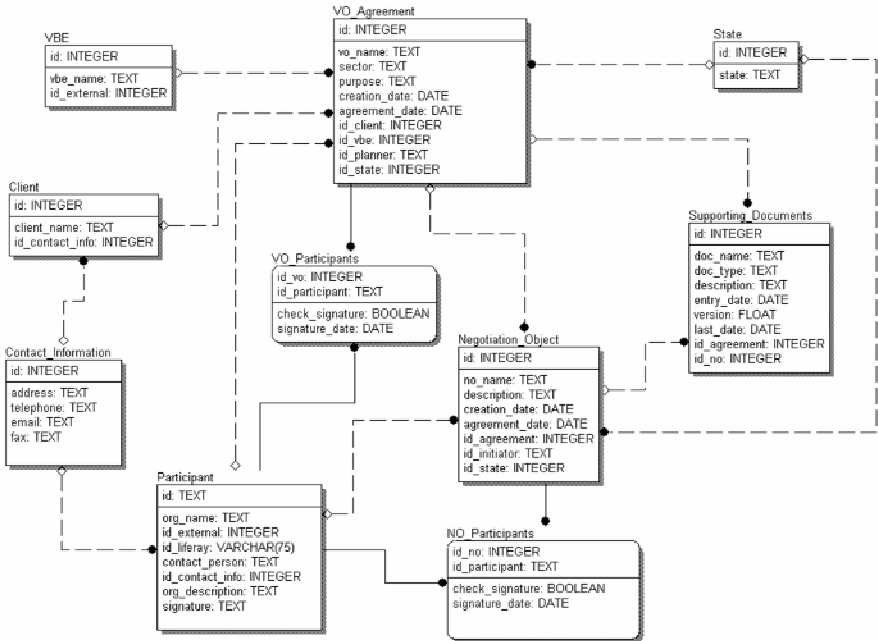 VO_Agreement
id: INTEGER
vo_name: TEXT
sector: TEXT
purpose: TEXT
creation_date: DATE
agreement_date: DATE
id_client: INTEGER
id_vbe: INTEGER
id_planner: TEXT
id_state: INTEGER
VBE
id: INTEGER
vbe_name: TEXT
id_external: INTEGER
State
id: INTEGER
state: TEXT
Client
id: INTEGER
client_name: TEXT
id_contact_info: INTEGER
Supporting_Documents
id: INTEGER
doc_name: TEXT
doc_type: TEXT
description: TEXT
entry_date: DATE
version: FLOAT
last_date: DATE
id_agreement: INTEGER
id_no: INTEGER
VO_Participants
id_vo: INTEGER
id_participant: TEXT
check_signature: BOOLEAN
signature_date: DATE
Contact_Information
id: INTEGER
address: TEXT
telephone: TEXT
email: TEXT
fax: TEXT
Negotiation_Object
id: INTEGER
no_name: TEXT
description: TEXT
creation_date: DATE
agreement_date: DATE
id_agreement: INTEGER
id_initiator: TEXT
id_state: INTEGER
Participant
id: TEXT
org_name: TEXT
id_external: INTEGER
id_liferay: VARCHAR(75)
contact_person: TEXT
id_contact_info: INTEGER
org_description: TEXT
signature: TEXT
NO_Participants
id_no: INTEGER
id_participant: TEXT
check_signature: BOOLEAN
signature_date: DATE